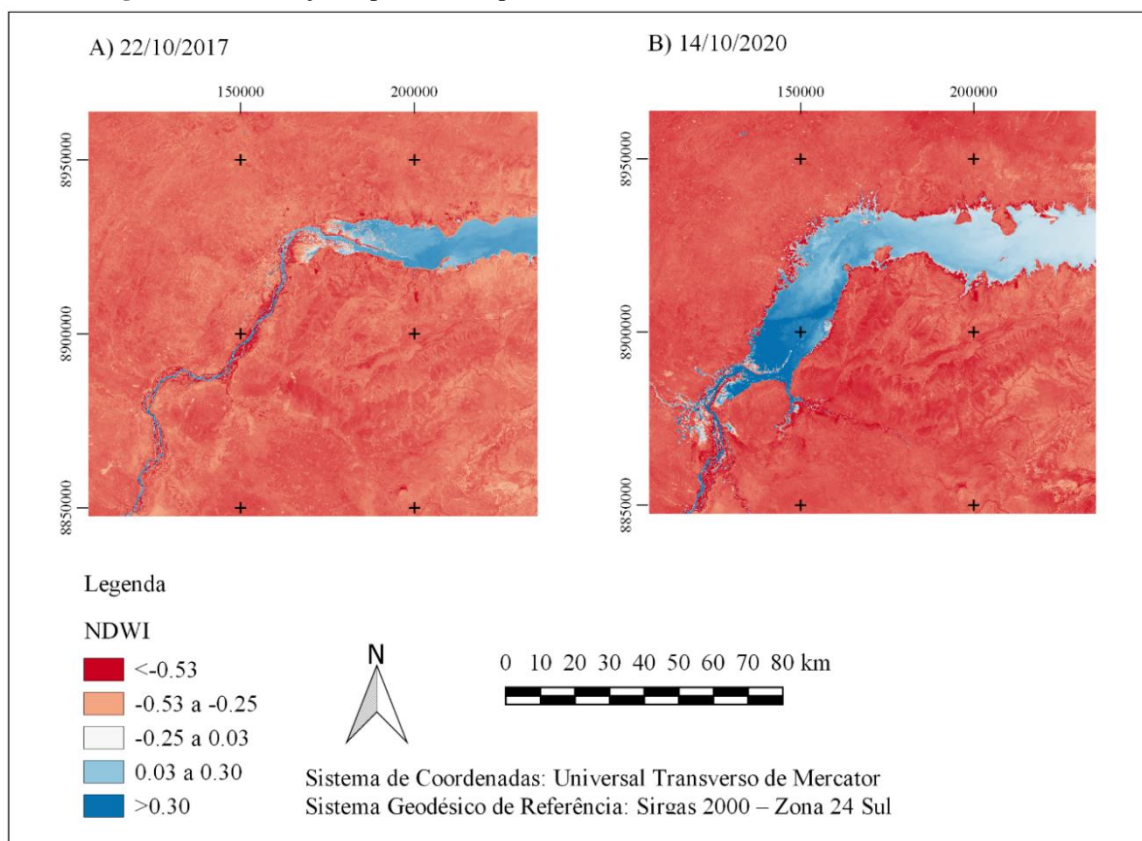 A) 22/10/2017
B) 14/10/2020
150000 200000
150000 200000
8950000
8900000
8850000
8950000
8900000
8850000
Legenda
NDWI
<-0.53
-0.53 a -0.25
-0.25 a 0.03
0.03 a 0.30
>0.30
N
0 10 20 30 40 50 60 70 80 km
Sistema de Coordenadas: Universal Transverso de Mercator
Sistema Geodésico de Referência: Sirgas 2000 – Zona 24 Sul